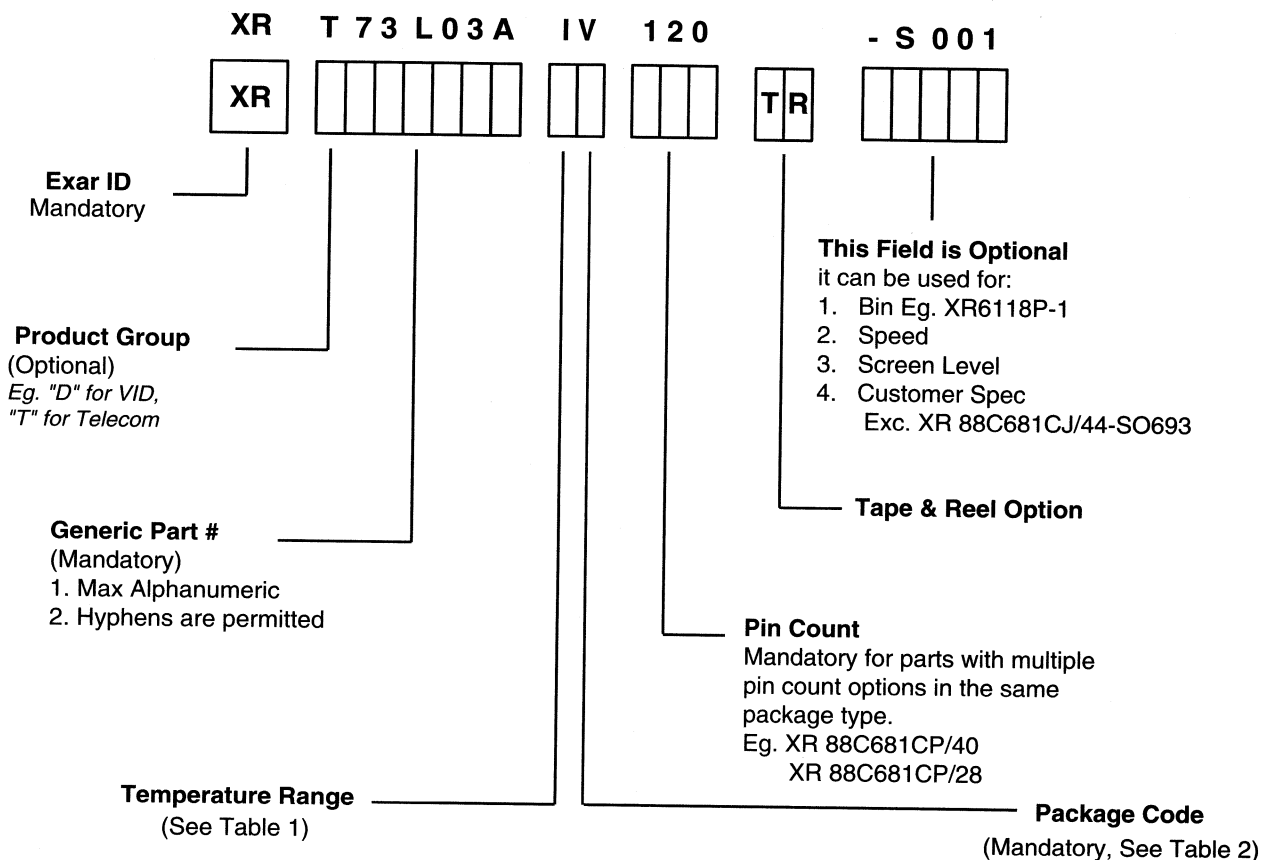 XR T 7 3 L 0 3 A I V 1 2 0 - S 0 0 1
XR T R
Exar ID
Mandatory
Product Group
(Optional)
Eg. "D" for VID,
"T" for Telecom
Generic Part #
(Mandatory)
1. Max Alphanumeric
2. Hyphens are permitted
Temperature Range
(See Table 1)
This Field is Optional
it can be used for:
1. Bin Eg. XR6118P-1
2. Speed
3. Screen Level
4. Customer Spec
Exc. XR 88C681CJ/44-SO693
Tape & Reel Option
Pin Count
Mandatory for parts with multiple
pin count options in the same
package type.
Eg. XR 88C681CP/40
XR 88C681CP/28
Package Code
(Mandatory, See Table 2)